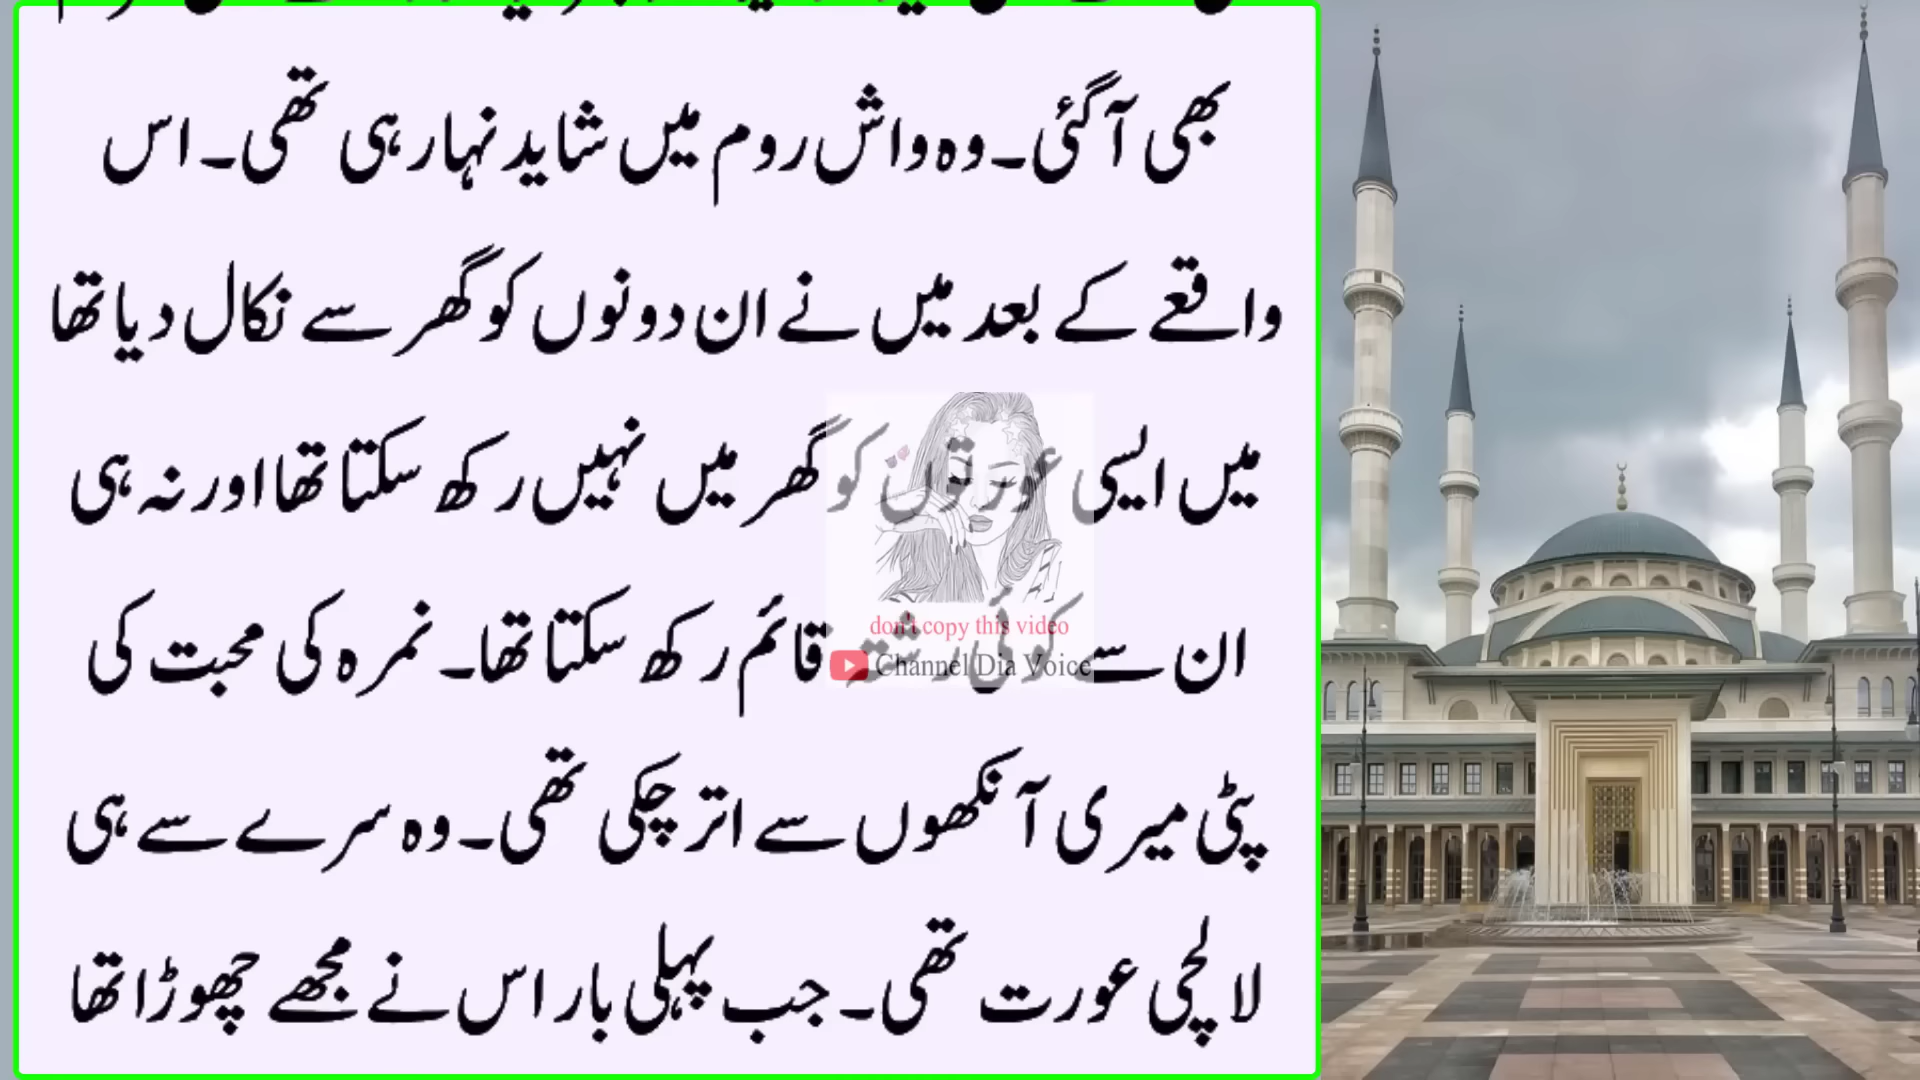 بھی آگئی۔ وہ واش روم میں شاید نہا رہی تھی۔ اس
واقعے کے بعد میں نے ان دونوں کو گھر سے نکال دیا تھا
میں ایسی عورتوں کو گھر میں نہیں رکھ سکتا تھا اور نہ ہی
ان سے کوئی رشتہ قائم رکھ سکتا تھا۔ نمرہ کی محبت کی
پٹی میری آنکھوں سے اتر چکی تھی۔ وہ سرے سے ہی
لالچی عورت تھی۔ جب پہلی بار اس نے مجھے چھوڑا تھا
don't copy this video
Channel Dia Voice